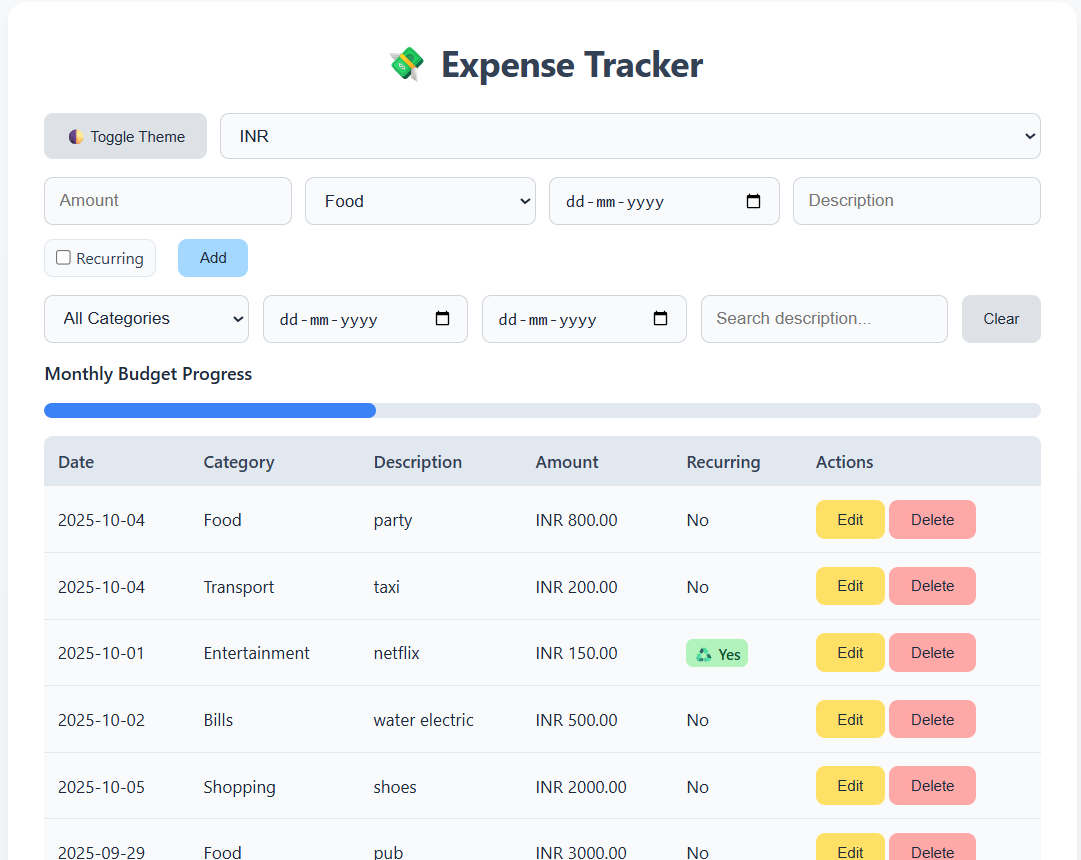 Expense Tracker
Toggle Theme INR
Amount Food dd-mm-yyyy Description
Recurring Add
All Categories dd-mm-yyyy dd-mm-yyyy Search description... Clear
Monthly Budget Progress
Date Category Description Amount Recurring Actions
2025-10-04 Food party INR 800.00 No Edit Delete
2025-10-04 Transport taxi INR 200.00 No Edit Delete
2025-10-01 Entertainment netflix INR 150.00 Yes Edit Delete
2025-10-02 Bills water electric INR 500.00 No Edit Delete
2025-10-05 Shopping shoes INR 2000.00 No Edit Delete
2025-09-29 Food pub INR 3000.00 No Edit Delete